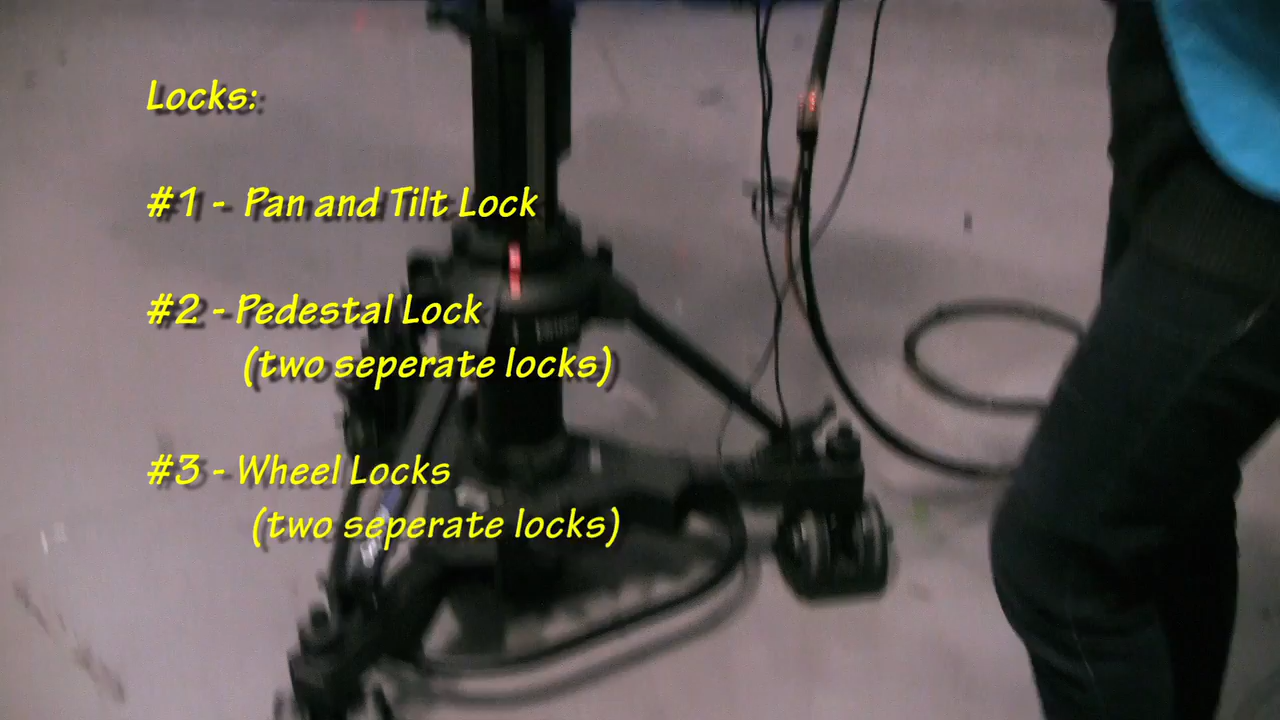 Locks:
#1 - Pan and Tilt Lock
#2 - Pedestal Lock
(two seperate locks)
#3 - Wheel Locks
(two seperate locks)